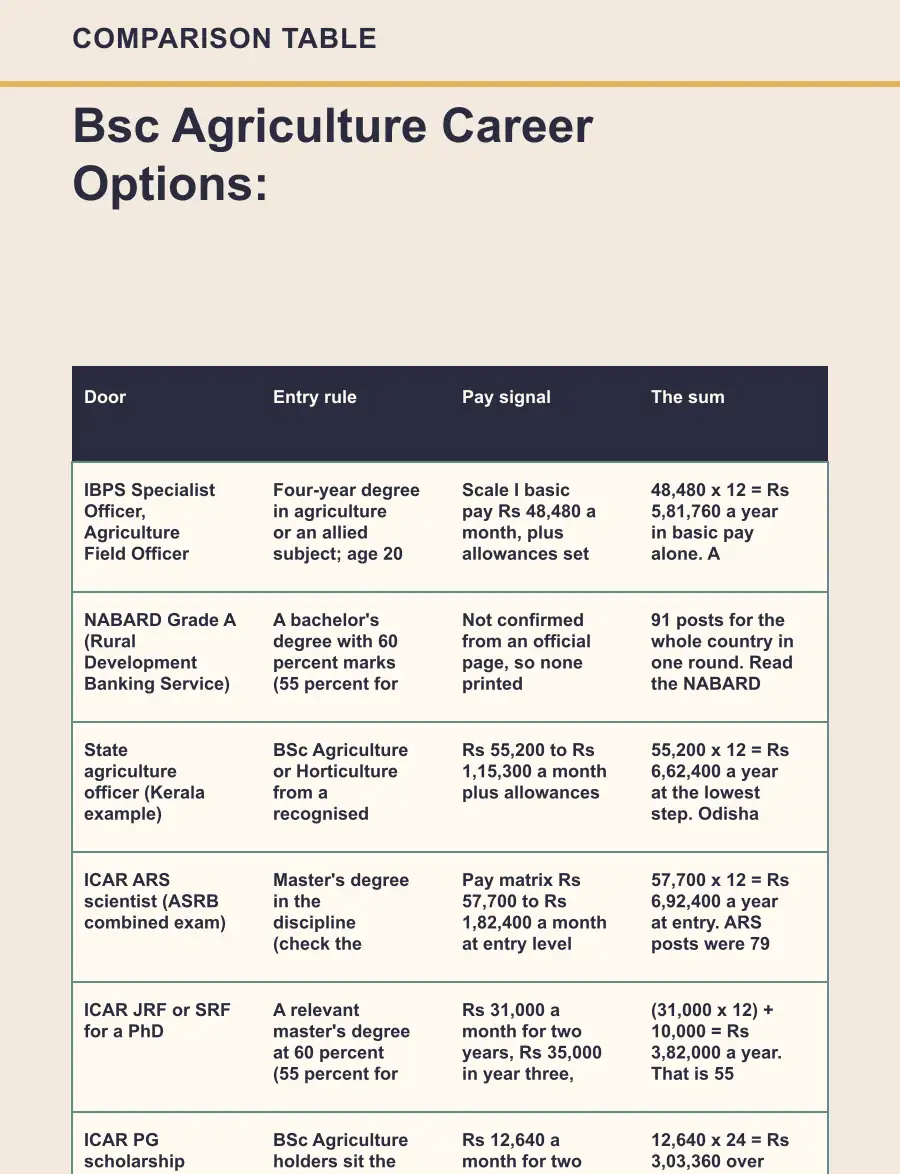 COMPARISON TABLE
Bsc Agriculture Career
Options:
Door
Entry rule
Pay signal
The sum
IBPS Specialist
Officer,
Agriculture
Field Officer
Four-year degree
in agriculture
or an allied
subject; age 20
Scale I basic
pay Rs 48,480 a
month, plus
allowances set
48,480 x 12 = Rs
5,81,760 a year
in basic pay
alone. A
NABARD Grade A
(Rural
Development
Banking Service)
A bachelor's
degree with 60
percent marks
(55 percent for
Not confirmed
from an official
page, so none
printed
91 posts for the
whole country in
one round. Read
the NABARD
State
agriculture
officer (Kerala
example)
BSc Agriculture
or Horticulture
from a
recognised
Rs 55,200 to Rs
1,15,300 a month
plus allowances
55,200 x 12 = Rs
6,62,400 a year
at the lowest
step. Odisha
ICAR ARS
scientist (ASRB
combined exam)
Master's degree
in the
discipline
(check the
Pay matrix Rs
57,700 to Rs
1,82,400 a month
at entry level
57,700 x 12 = Rs
6,92,400 a year
at entry. ARS
posts were 79
ICAR JRF or SRF
for a PhD
A relevant
master's degree
at 60 percent
(55 percent for
Rs 31,000 a
month for two
years, Rs 35,000
in year three,
(31,000 x 12) +
10,000 = Rs
3,82,000 a year.
That is 55
ICAR PG
scholarship
BSc Agriculture
holders sit the
Rs 12,640 a
month for two
12,640 x 24 = Rs
3,03,360 over